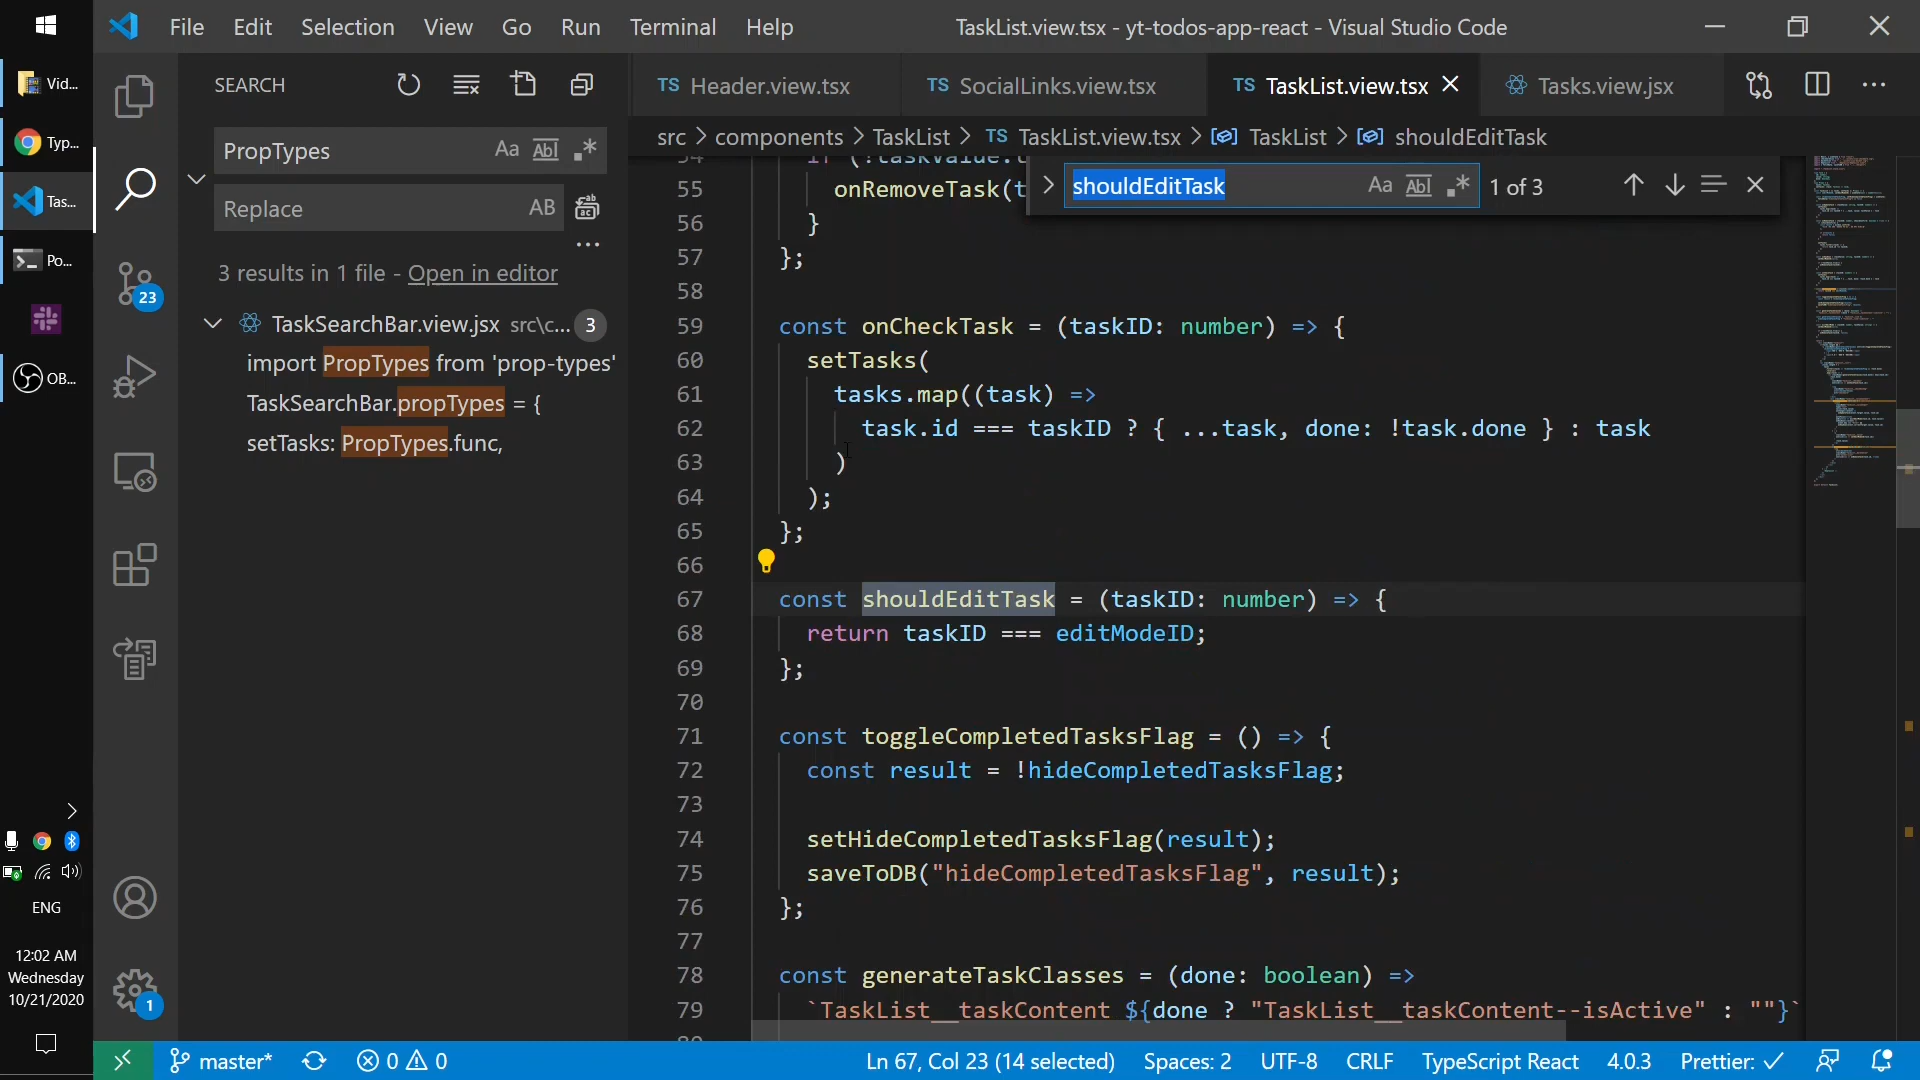 File Edit Selection View Go Run Terminal Help
TaskList.view.tsx - yt-todos-app-react - Visual Studio Code
Vid...
Typ...
Tas...
Po...
OB...
ENG
12:02 AM
Wednesday
10/21/2020
23
1
SEARCH
PropTypes
Aa Abl .*
Replace
AB
...
3 results in 1 file - Open in editor
TaskSearchBar.view.jsx src\c... 3
import PropTypes from 'prop-types'
TaskSearchBar.propTypes = {
setTasks: PropTypes.func,
TS Header.view.tsx
TS SocialLinks.view.tsx
TS TaskList.view.tsx
Tasks.view.jsx
src > components > TaskList > TS TaskList.view.tsx > TaskList > shouldEditTask
shouldEditTask Aa Abl .* 1 of 3
55 onRemoveTask(t
56 }
57 };
58
59 const onCheckTask = (taskID: number) => {
60 setTasks(
61 tasks.map((task) =>
62 task.id === taskID ? { ...task, done: !task.done } : task
63 )
64 );
65 };
66
67 const shouldEditTask = (taskID: number) => {
68 return taskID === editModeID;
69 };
70
71 const toggleCompletedTasksFlag = () => {
72 const result = !hideCompletedTasksFlag;
73
74 setHideCompletedTasksFlag(result);
75 saveToDB("hideCompletedTasksFlag", result);
76 };
77
78 const generateTaskClasses = (done: boolean) =>
79 `TaskList__taskContent ${done ? "TaskList__taskContent--isActive" : ""}`
master* 0 0 Ln 67, Col 23 (14 selected) Spaces: 2 UTF-8 CRLF TypeScript React 4.0.3 Prettier: ✓